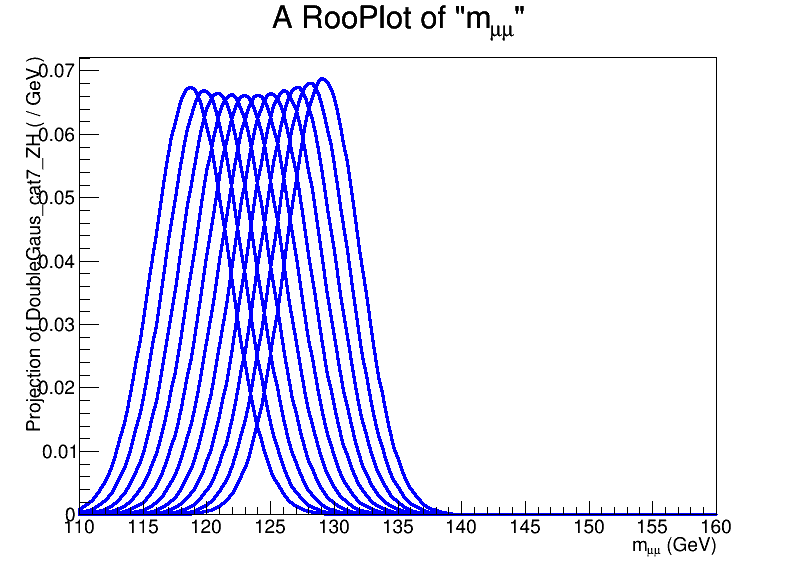 A RooPlot of "mμμ"
Projection of DoubleGaus_cat7_ZH ( / GeV )
0.07
0.06
0.05
0.04
0.03
0.02
0.01
0
110 115 120 125 130 135 140 145 150 155 160
mμμ (GeV)